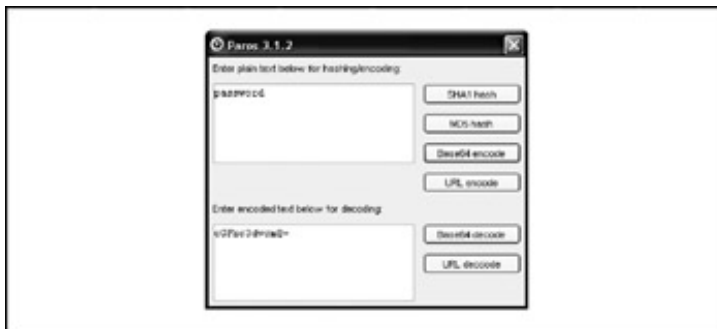 Paros 3.1.2
Enter plain text below for hashing/encoding:
password
SHA1 hash
MD5 hash
Base64 encode
URL encode
Enter encoded text below for decoding:
Base64 decode
URL decode